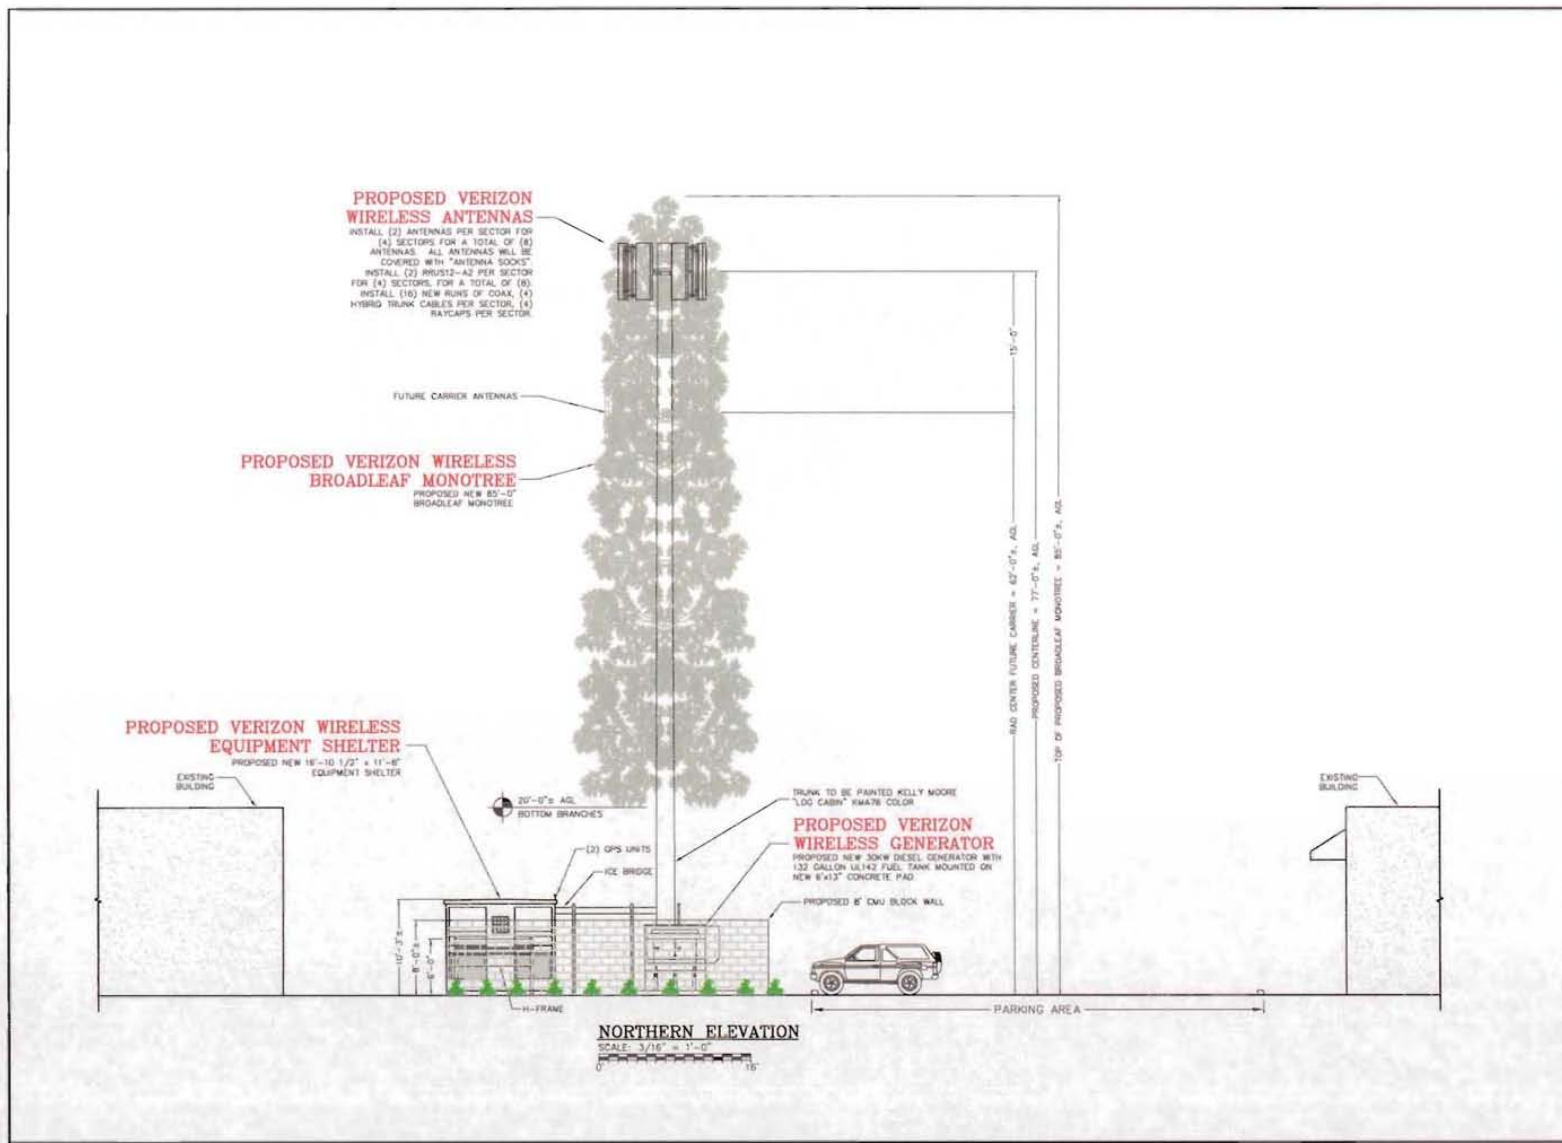 PROPOSED VERIZON
WIRELESS ANTENNAS
INSTALL (2) ANTENNAS PER SECTOR FOR
(4) SECTORS FOR A TOTAL OF (8)
ANTENNAS. ALL ANTENNAS WILL BE
COVERED WITH "ANTENNA SOCKS".
INSTALL (2) RRUS12-A2 PER SECTOR
FOR (4) SECTORS, FOR A TOTAL OF (8).
INSTALL (16) NEW RUNS OF COAX, (4)
HYBRID TRUNK CABLES PER SECTOR, (4)
RAYCAPS PER SECTOR.
15'-0"
FUTURE CARRIER ANTENNAS
PROPOSED VERIZON WIRELESS
BROADLEAF MONOTREE
PROPOSED NEW 85'-0"
BROADLEAF MONOTREE
RAD CENTER FUTURE CARRIER = 62'-0"±, AGL
PROPOSED CENTERLINE = 77'-0"±, AGL
TOP OF PROPOSED BROADLEAF MONOTREE = 85'-0"±, AGL
PROPOSED VERIZON WIRELESS
EQUIPMENT SHELTER
PROPOSED NEW 16'-10 1/2" x 11'-6"
EQUIPMENT SHELTER
EXISTING
BUILDING
20'-0"± AGL
BOTTOM BRANCHES
TRUNK TO BE PAINTED KELLY MOORE
"LOG CABIN" KMA76 COLOR
EXISTING
BUILDING
PROPOSED VERIZON
WIRELESS GENERATOR
PROPOSED NEW 30KW DIESEL GENERATOR WITH
132 GALLON UL142 FUEL TANK MOUNTED ON
NEW 6'x13' CONCRETE PAD
(2) GPS UNITS
ICE BRIDGE
PROPOSED 8' CMU BLOCK WALL
10'-3"±
8'-0"±
6'-0"
H-FRAME
PARKING AREA
NORTHERN ELEVATION
SCALE: 3/16" = 1'-0"
0' 16'